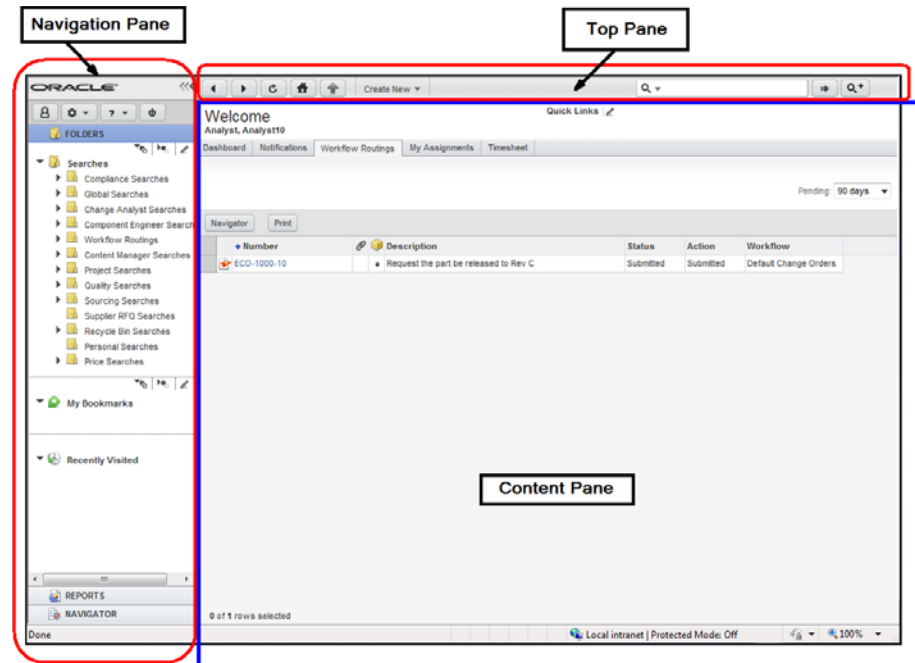 Navigation Pane
Top Pane
ORACLE
Create New
FOLDERS
Searches
Compliance Searches
Global Searches
Change Analyst Searches
Component Engineer Search
Workflow Routings
Content Manager Searches
Project Searches
Quality Searches
Sourcing Searches
Supplier RFQ Searches
Recycle Bin Searches
Personal Searches
Price Searches
My Bookmarks
Recently Visited
REPORTS
NAVIGATOR
Done
Welcome
Quick Links
Analyst, Analyst10
Dashboard Notifications Workflow Routings My Assignments Timesheet
Pending: 90 days
Navigator Print
Number Description Status Action Workflow
ECO-1000-10 Request the part be released to Rev C Submitted Submitted Default Change Orders
Content Pane
0 of 1 rows selected
Local intranet | Protected Mode: Off 100%